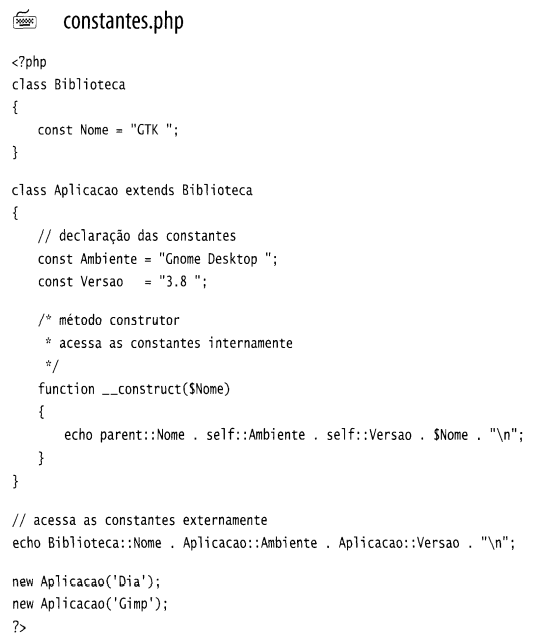 constantes.php
<?php
class Biblioteca
{
    const Nome = "GTK ";
}
class Aplicacao extends Biblioteca
{
    // declaração das constantes
    const Ambiente = "Gnome Desktop ";
    const Versao   = "3.8 ";
    /* método construtor
     * acessa as constantes internamente
     */
    function __construct($Nome)
    {
        echo parent::Nome . self::Ambiente . self::Versao . $Nome . "\n";
    }
}
// acessa as constantes externamente
echo Biblioteca::Nome . Aplicacao::Ambiente . Aplicacao::Versao . "\n";
new Aplicacao('Dia');
new Aplicacao('Gimp');
?>